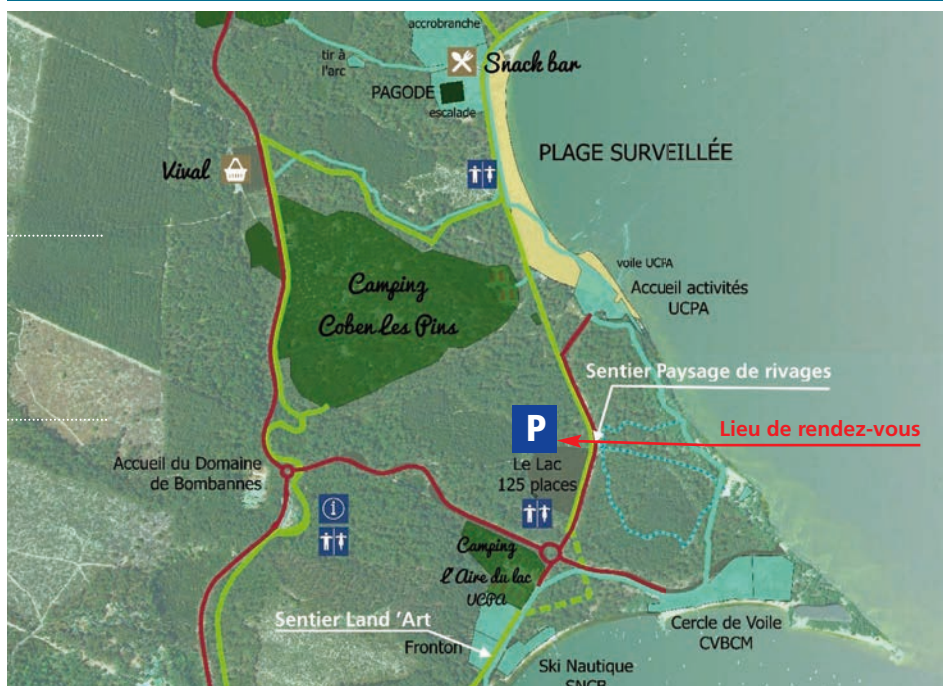 accrobranche
tir à
l'arc
Snack bar
PAGODE
escalade
PLAGE SURVEILLÉE
Vival
voile UCPA
Accueil activités
UCPA
Camping
Coben Les Pins
Sentier Paysage de rivages
P
Lieu de rendez-vous
Le Lac
125 places
Accueil du Domaine
de Bombannes
i
Camping
l'Aire du lac
UCPA
Sentier Land 'Art
Fronton
Cercle de Voile
CVBCM
Ski Nautique
SNCB